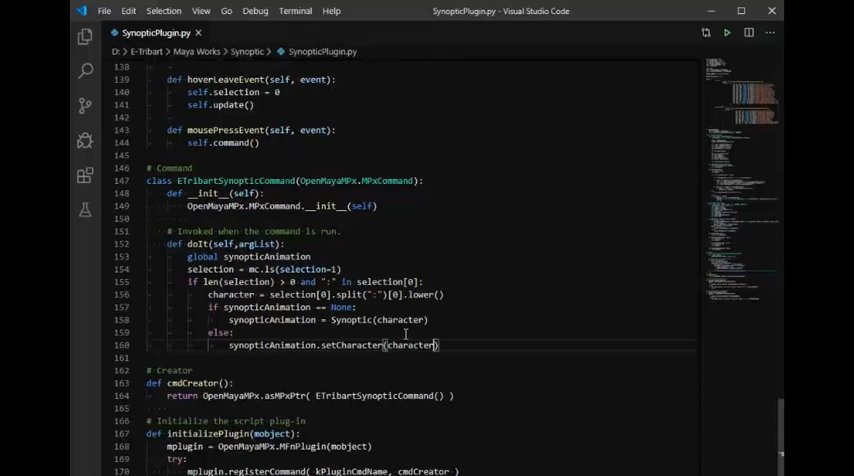 File Edit Selection View Go Debug Terminal Help SynopticPlugin.py - Visual Studio Code
SynopticPlugin.py
D: > E-Tribart > Maya Works > Synoptic > SynopticPlugin.py
138
139 def hoverLeaveEvent(self, event):
140 self.selection = 0
141 self.update()
142
143 def mousePressEvent(self, event):
144 self.command()
145
146 # Command
147 class ETribartSynopticCommand(OpenMayaMPx.MPxCommand):
148 def __init__(self):
149 OpenMayaMPx.MPxCommand.__init__(self)
150
151 # Invoked when the command is run.
152 def doIt(self,argList):
153 global synopticAnimation
154 selection = mc.ls(selection=1)
155 if len(selection) > 0 and ":" in selection[0]:
156 character = selection[0].split(":")[0].lower()
157 if synopticAnimation == None:
158 synopticAnimation = Synoptic(character)
159 else:
160 synopticAnimation.setCharacter(character)
161
162 # Creator
163 def cmdCreator():
164 return OpenMayaMPx.asMPxPtr( ETribartSynopticCommand() )
165
166 # Initialize the script plug-in
167 def initializePlugin(mobject):
168 mplugin = OpenMayaMPx.MFnPlugin(mobject)
169 try:
170 mplugin.registerCommand( kPluginCmdName, cmdCreator )